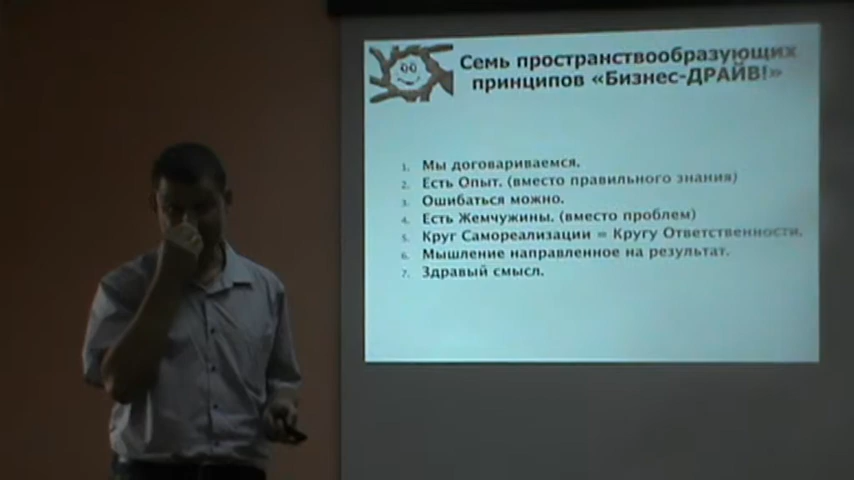 Семь пространствообразующих
принципов «Бизнес-ДРАЙВ!»
1. Мы договариваемся.
2. Есть Опыт. (вместо правильного знания)
3. Ошибаться можно.
4. Есть Жемчужины. (вместо проблем)
5. Круг Самореализации = Кругу Ответственности.
6. Мышление направленное на результат.
7. Здравый смысл.